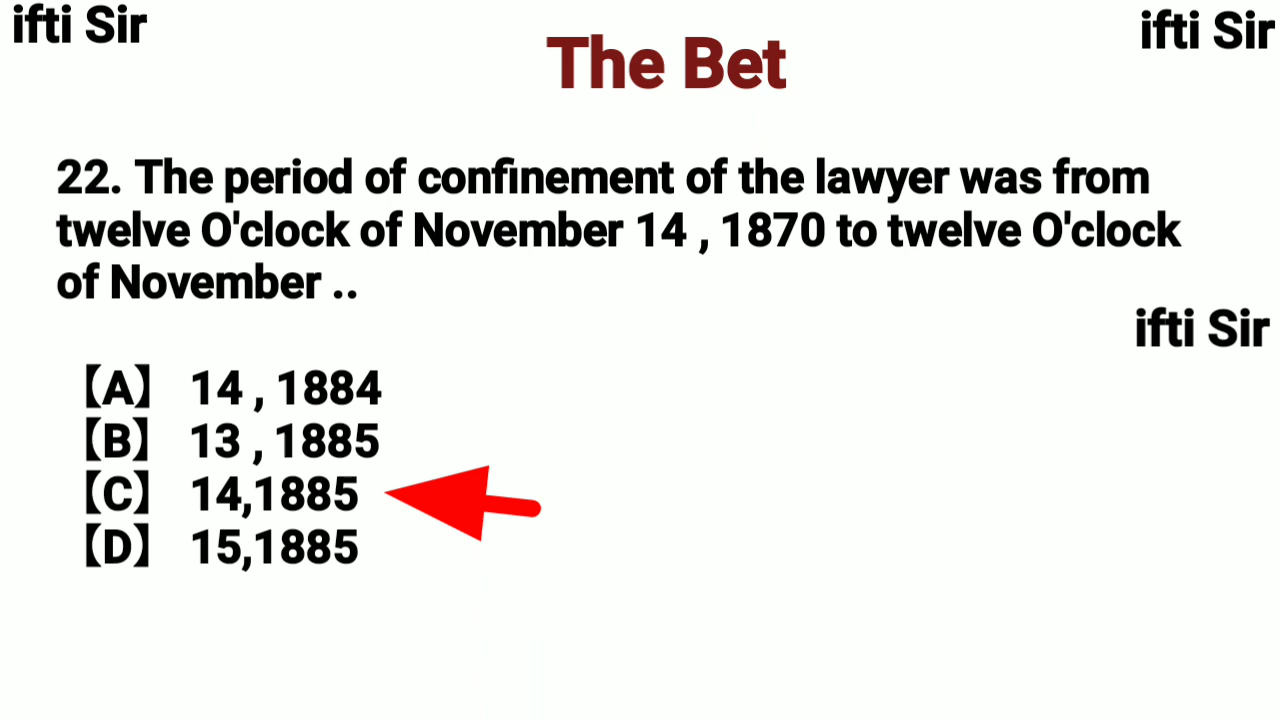 ifti Sir
ifti Sir
The Bet
22. The period of confinement of the lawyer was from
twelve O'clock of November 14 , 1870 to twelve O'clock
of November ..
ifti Sir
【A】 14 , 1884
【B】 13 , 1885
【C】 14,1885
【D】 15,1885